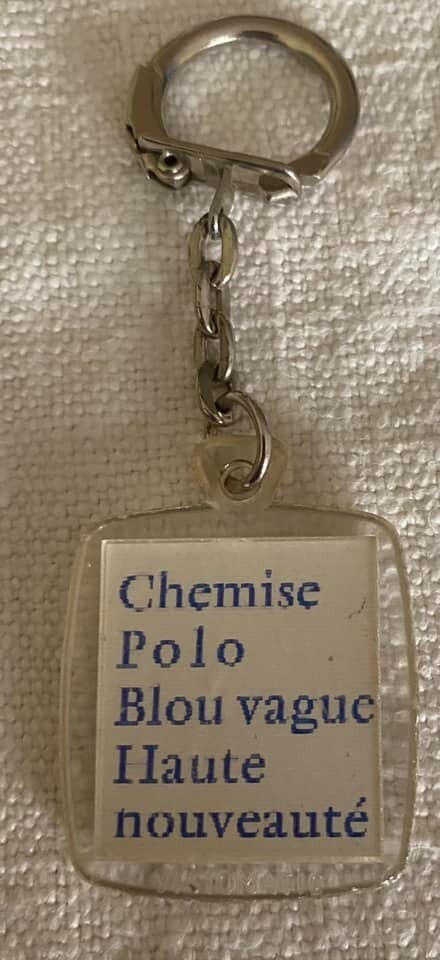 Chemise
Polo
Blou vague
Haute
nouveauté